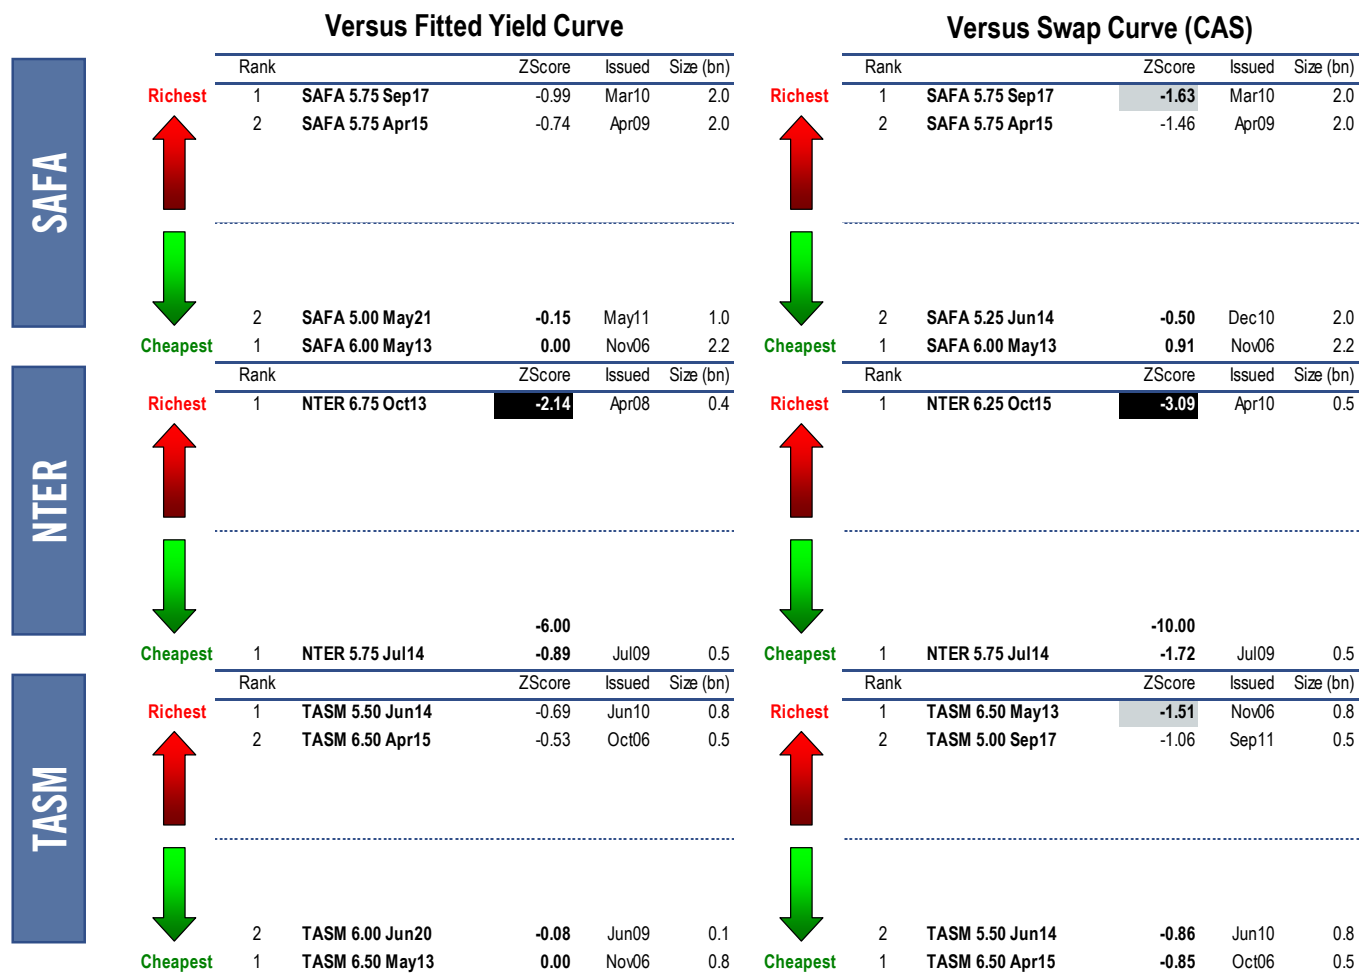 Versus Fitted Yield Curve Versus Swap Curve (CAS)
SAFA
Rank ZScore Issued Size (bn) Rank ZScore Issued Size (bn)
Richest 1 SAFA 5.75 Sep17 -0.99 Mar10 2.0 Richest 1 SAFA 5.75 Sep17 -1.63 Mar10 2.0
2 SAFA 5.75 Apr15 -0.74 Apr09 2.0 2 SAFA 5.75 Apr15 -1.46 Apr09 2.0
2 SAFA 5.00 May21 -0.15 May11 1.0 2 SAFA 5.25 Jun14 -0.50 Dec10 2.0
Cheapest 1 SAFA 6.00 May13 0.00 Nov06 2.2 Cheapest 1 SAFA 6.00 May13 0.91 Nov06 2.2
NTER
Rank ZScore Issued Size (bn) Rank ZScore Issued Size (bn)
Richest 1 NTER 6.75 Oct13 -2.14 Apr08 0.4 Richest 1 NTER 6.25 Oct15 -3.09 Apr10 0.5
-6.00 -10.00
Cheapest 1 NTER 5.75 Jul14 -0.89 Jul09 0.5 Cheapest 1 NTER 5.75 Jul14 -1.72 Jul09 0.5
TASM
Rank ZScore Issued Size (bn) Rank ZScore Issued Size (bn)
Richest 1 TASM 5.50 Jun14 -0.69 Jun10 0.8 Richest 1 TASM 6.50 May13 -1.51 Nov06 0.8
2 TASM 6.50 Apr15 -0.53 Oct06 0.5 2 TASM 5.00 Sep17 -1.06 Sep11 0.5
2 TASM 6.00 Jun20 -0.08 Jun09 0.1 2 TASM 5.50 Jun14 -0.86 Jun10 0.8
Cheapest 1 TASM 6.50 May13 0.00 Nov06 0.8 Cheapest 1 TASM 6.50 Apr15 -0.85 Oct06 0.5